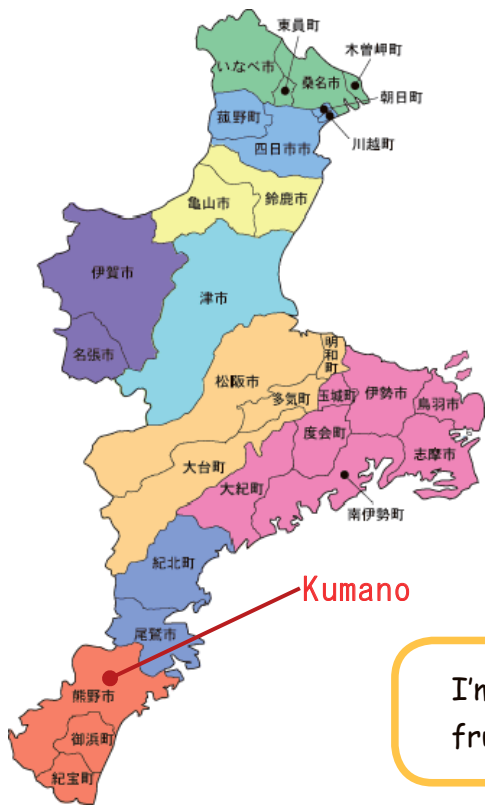 東員町
木曽岬町
いなべ市
桑名市
朝日町
菰野町
川越町
四日市市
亀山市
鈴鹿市
伊賀市
津市
名張市
明和町
松阪市
多気町
玉城町
伊勢市
鳥羽市
度会町
志摩市
大台町
大紀町
南伊勢町
紀北町
Kumano
尾鷲市
熊野市
御浜町
紀宝町
I'm